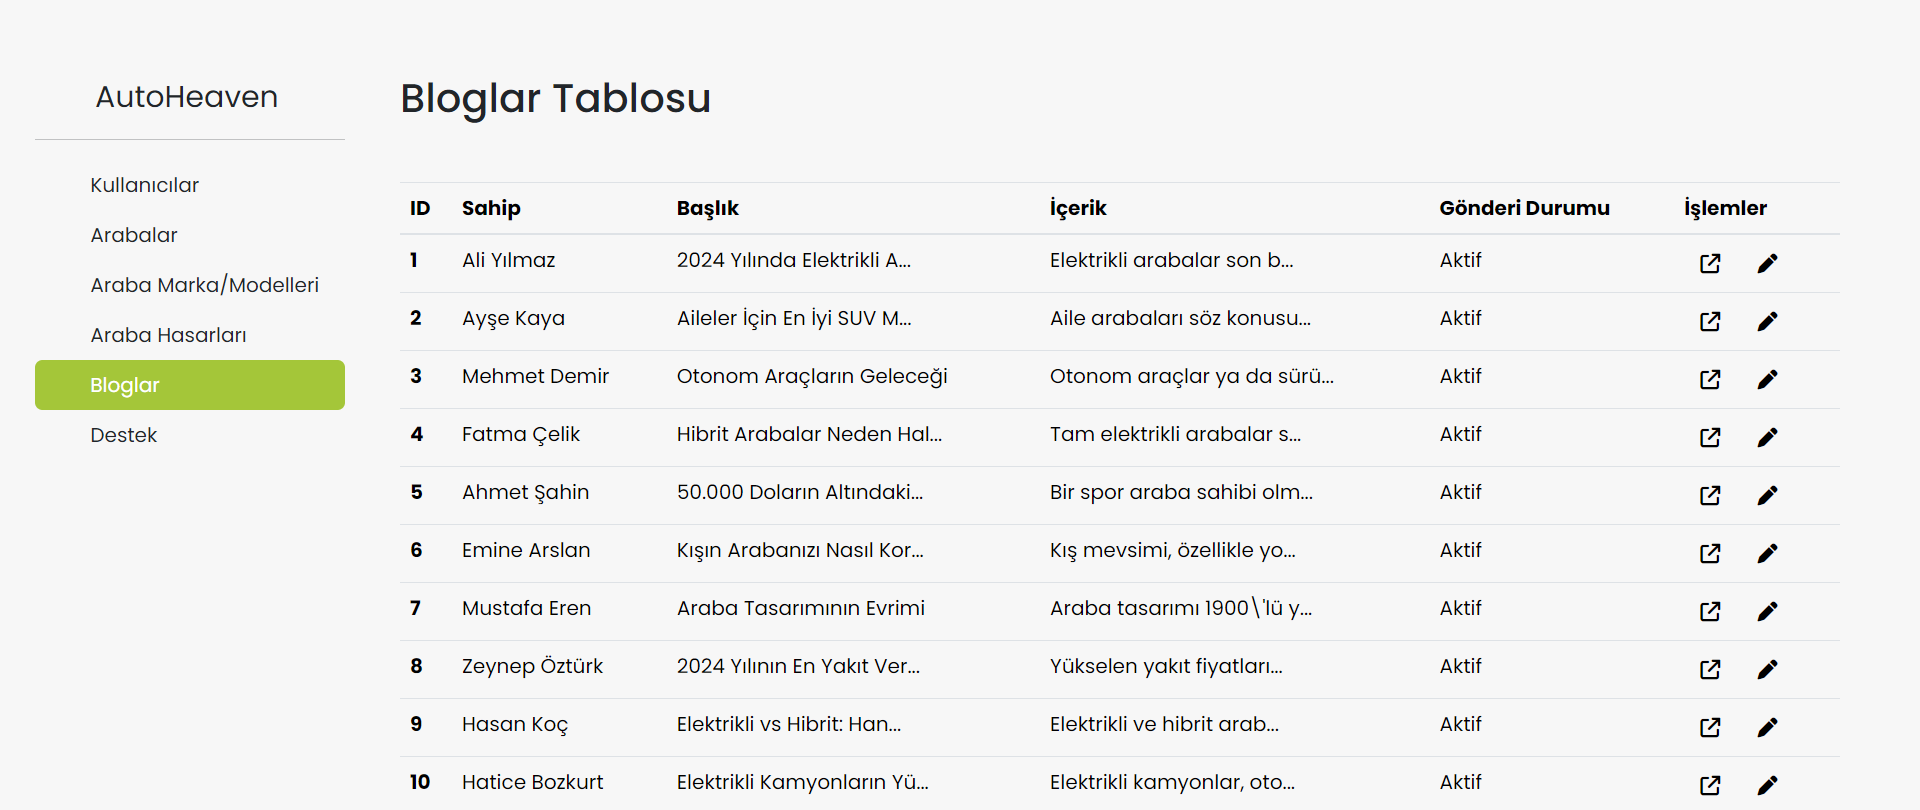 AutoHeaven
Kullanıcılar
Arabalar
Araba Marka/Modelleri
Araba Hasarları
Bloglar
Destek
Bloglar Tablosu
ID Sahip Başlık İçerik Gönderi Durumu İşlemler
1 Ali Yılmaz 2024 Yılında Elektrikli A... Elektrikli arabalar son b... Aktif
2 Ayşe Kaya Aileler İçin En İyi SUV M... Aile arabaları söz konusu... Aktif
3 Mehmet Demir Otonom Araçların Geleceği Otonom araçlar ya da sürü... Aktif
4 Fatma Çelik Hibrit Arabalar Neden Hal... Tam elektrikli arabalar s... Aktif
5 Ahmet Şahin 50.000 Doların Altındaki... Bir spor araba sahibi olm... Aktif
6 Emine Arslan Kışın Arabanızı Nasıl Kor... Kış mevsimi, özellikle yo... Aktif
7 Mustafa Eren Araba Tasarımının Evrimi Araba tasarımı 1900\'lü y... Aktif
8 Zeynep Öztürk 2024 Yılının En Yakıt Ver... Yükselen yakıt fiyatları... Aktif
9 Hasan Koç Elektrikli vs Hibrit: Han... Elektrikli ve hibrit arab... Aktif
10 Hatice Bozkurt Elektrikli Kamyonların Yü... Elektrikli kamyonlar, oto... Aktif